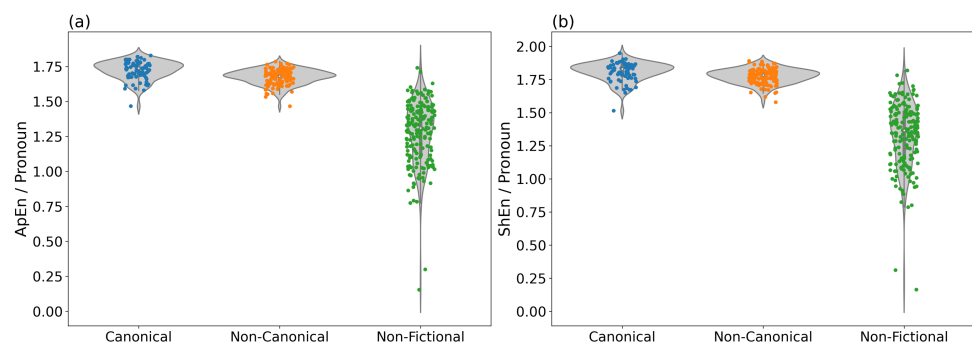 (a)
ApEn / Pronoun
1.75
1.50
1.25
1.00
0.75
0.50
0.25
0.00
Canonical Non-Canonical Non-Fictional
(b)
ShEn / Pronoun
2.00
1.75
1.50
1.25
1.00
0.75
0.50
0.25
0.00
Canonical Non-Canonical Non-Fictional